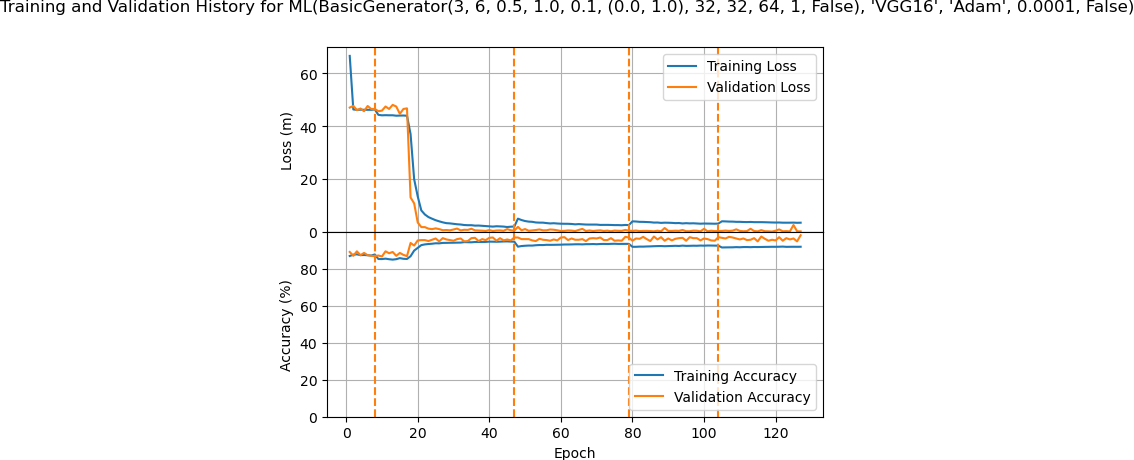 Training and Validation History for ML(BasicGenerator(3, 6, 0.5, 1.0, 0.1, (0.0, 1.0), 32, 32, 64, 1, False), 'VGG16', 'Adam', 0.0001, False)
Training Loss
Validation Loss
60
40
20
0
Loss (m)
80
60
40
20
0
Accuracy (%)
Training Accuracy
Validation Accuracy
0 20 40 60 80 100 120
Epoch